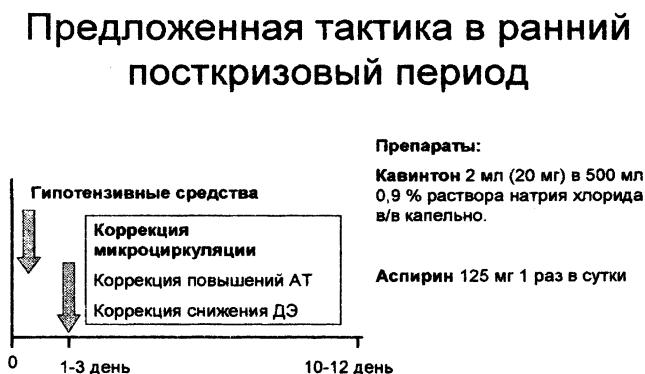 Предложенная тактика в ранний
посткризовый период
Препараты:
Кавинтон 2 мл (20 мг) в 500 мл
0,9 % раствора натрия хлорида
в/в капельно.
Аспирин 125 мг 1 раз в сутки
Гипотензивные средства
Коррекция
микроциркуляции
Коррекция повышений АТ
Коррекция снижения ДЭ
0
1-3 день
10-12 день